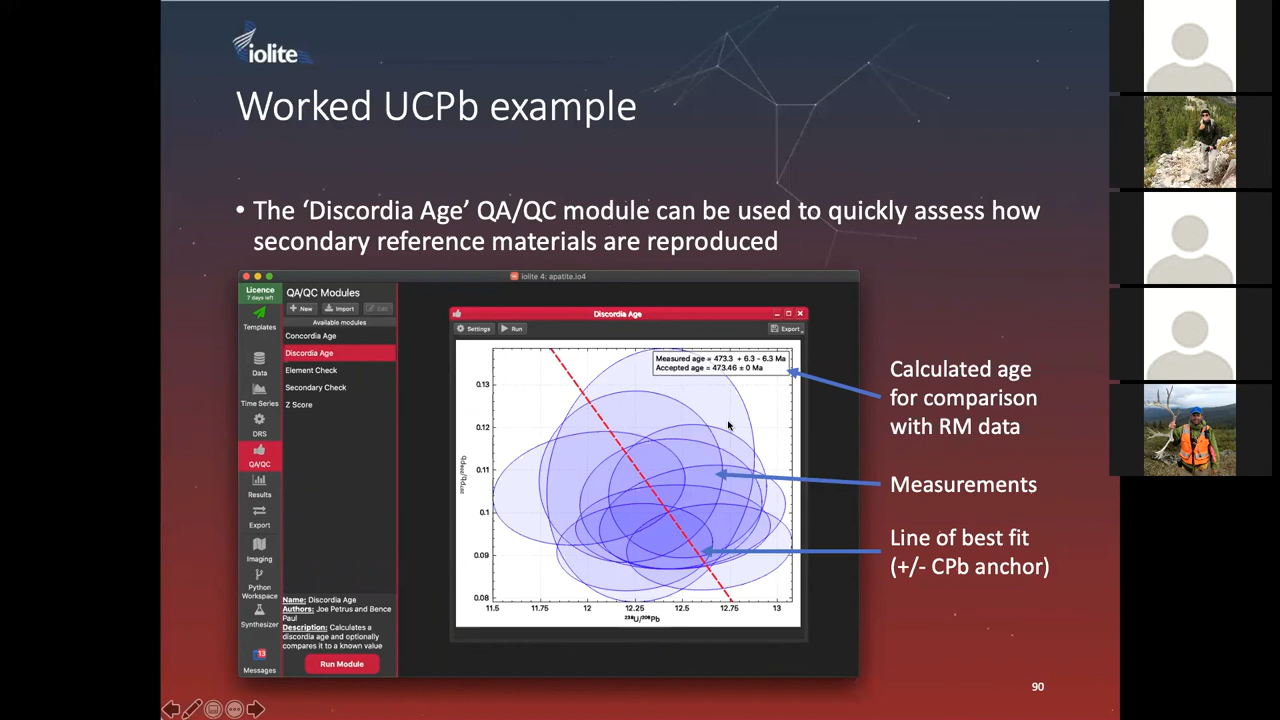 iolite
Worked UCPb example
• The ‘Discordia Age’ QA/QC module can be used to quickly assess how
secondary reference materials are reproduced
iolite 4: apatite.io4
Licence
7 days left
Templates
Data
Time Series
DRS
QA/QC
Results
Export
Imaging
Python
Workspace
Synthesizer
13
Messages
QA/QC Modules
New
Import
Edit
Available modules
Concordia Age
Discordia Age
Element Check
Secondary Check
Z Score
Name: Discordia Age
Authors: Joe Petrus and Bence
Paul
Description: Calculates a
discordia age and optionally
compares it to a known value
Run Module
Discordia Age
Settings
Run
Export
Measured age = 473.3 + 6.3 - 6.3 Ma
Accepted age = 473.46 ± 0 Ma
0.13
0.12
0.11
0.1
0.09
0.08
²⁰⁷Pb/²⁰⁶Pb
11.5 11.75 12 12.25 12.5 12.75 13
²³⁸U/²⁰⁶Pb
Calculated age
for comparison
with RM data
Measurements
Line of best fit
(+/- CPb anchor)
90